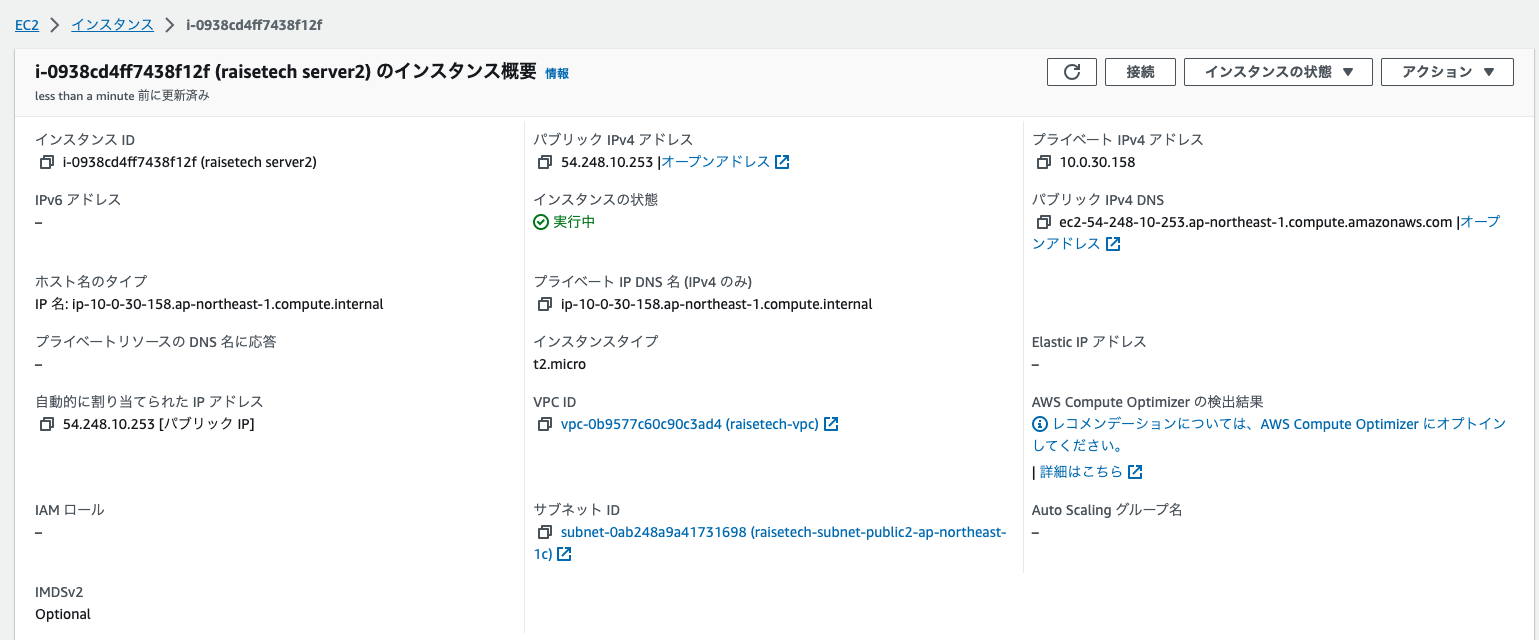 EC2 > インスタンス > i-0938cd4ff7438f12f
i-0938cd4ff7438f12f (raisetech server2) のインスタンス概要 情報
接続
インスタンスの状態 ▼
アクション ▼
less than a minute 前に更新済み
インスタンス ID
i-0938cd4ff7438f12f (raisetech server2)
パブリック IPv4 アドレス
54.248.10.253 |オープンアドレス
プライベート IPv4 アドレス
10.0.30.158
IPv6 アドレス
–
インスタンスの状態
実行中
パブリック IPv4 DNS
ec2-54-248-10-253.ap-northeast-1.compute.amazonaws.com |オープ
ンアドレス
ホスト名のタイプ
IP 名: ip-10-0-30-158.ap-northeast-1.compute.internal
プライベート IP DNS 名 (IPv4 のみ)
ip-10-0-30-158.ap-northeast-1.compute.internal
プライベートリソースの DNS 名に応答
–
インスタンスタイプ
t2.micro
Elastic IP アドレス
–
自動的に割り当てられた IP アドレス
54.248.10.253 [パブリック IP]
VPC ID
vpc-0b9577c60c90c3ad4 (raisetech-vpc)
AWS Compute Optimizer の検出結果
レコメンデーションについては、AWS Compute Optimizer にオプトイン
してください。
| 詳細はこちら
IAM ロール
–
サブネット ID
subnet-0ab248a9a41731698 (raisetech-subnet-public2-ap-northeast-
1c)
Auto Scaling グループ名
–
IMDSv2
Optional